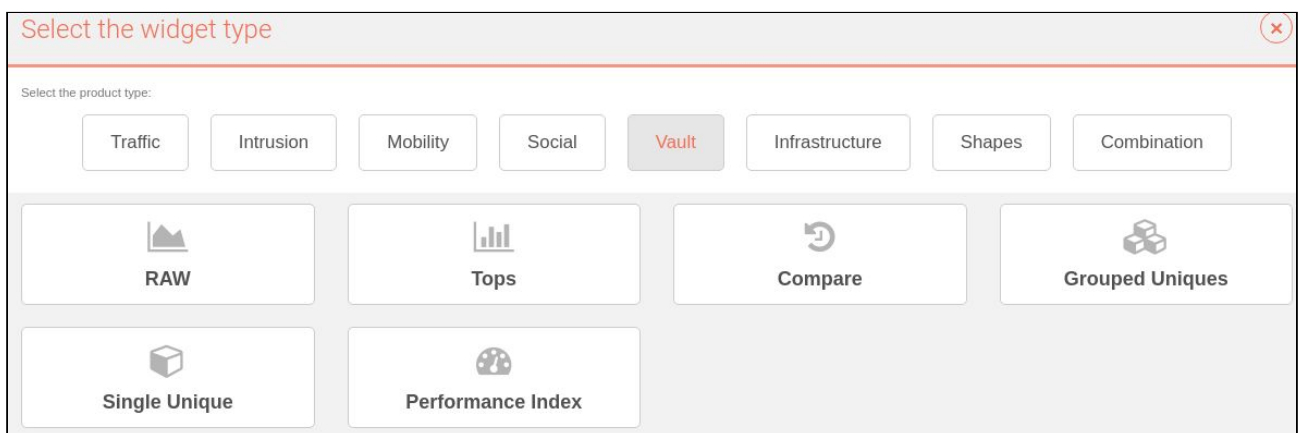 Select the widget type
Select the product type:
Traffic Intrusion Mobility Social Vault Infrastructure Shapes Combination
RAW Tops Compare Grouped Uniques
Single Unique Performance Index